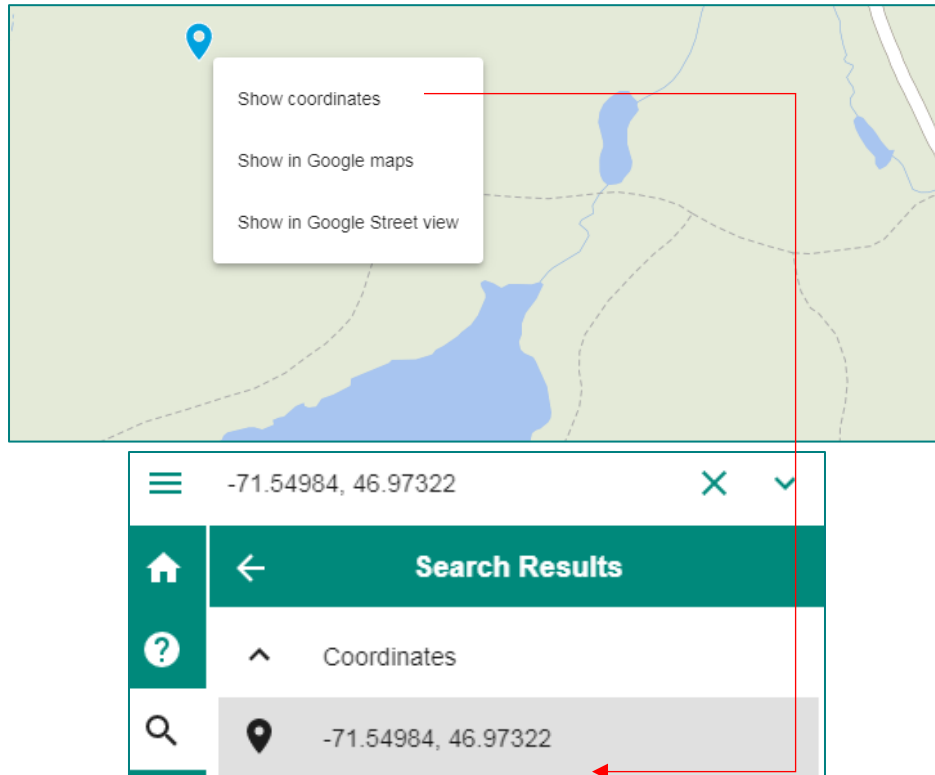 Show coordinates
Show in Google maps
Show in Google Street view
-71.54984, 46.97322
Search Results
Coordinates
-71.54984, 46.97322